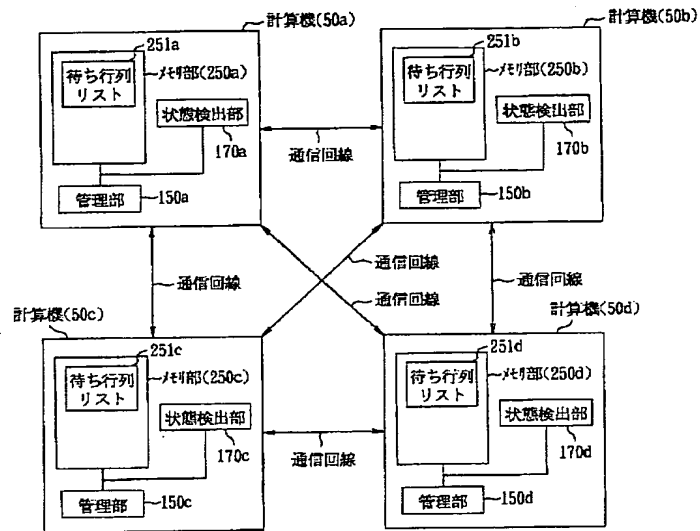 計算機(50a)
251a
待ち行列
リスト
メモリ部(250a)
状態検出部
170a
管理部
150a
計算機(50b)
251b
待ち行列
リスト
メモリ部(250b)
状態検出部
170b
管理部
150b
通信回線
通信回線
通信回線
通信回線
通信回線
計算機(50c)
251c
待ち行列
リスト
メモリ部(250c)
状態検出部
170c
管理部
150c
通信回線
計算機(50d)
251d
待ち行列
リスト
メモリ部(250d)
状態検出部
170d
管理部
150d